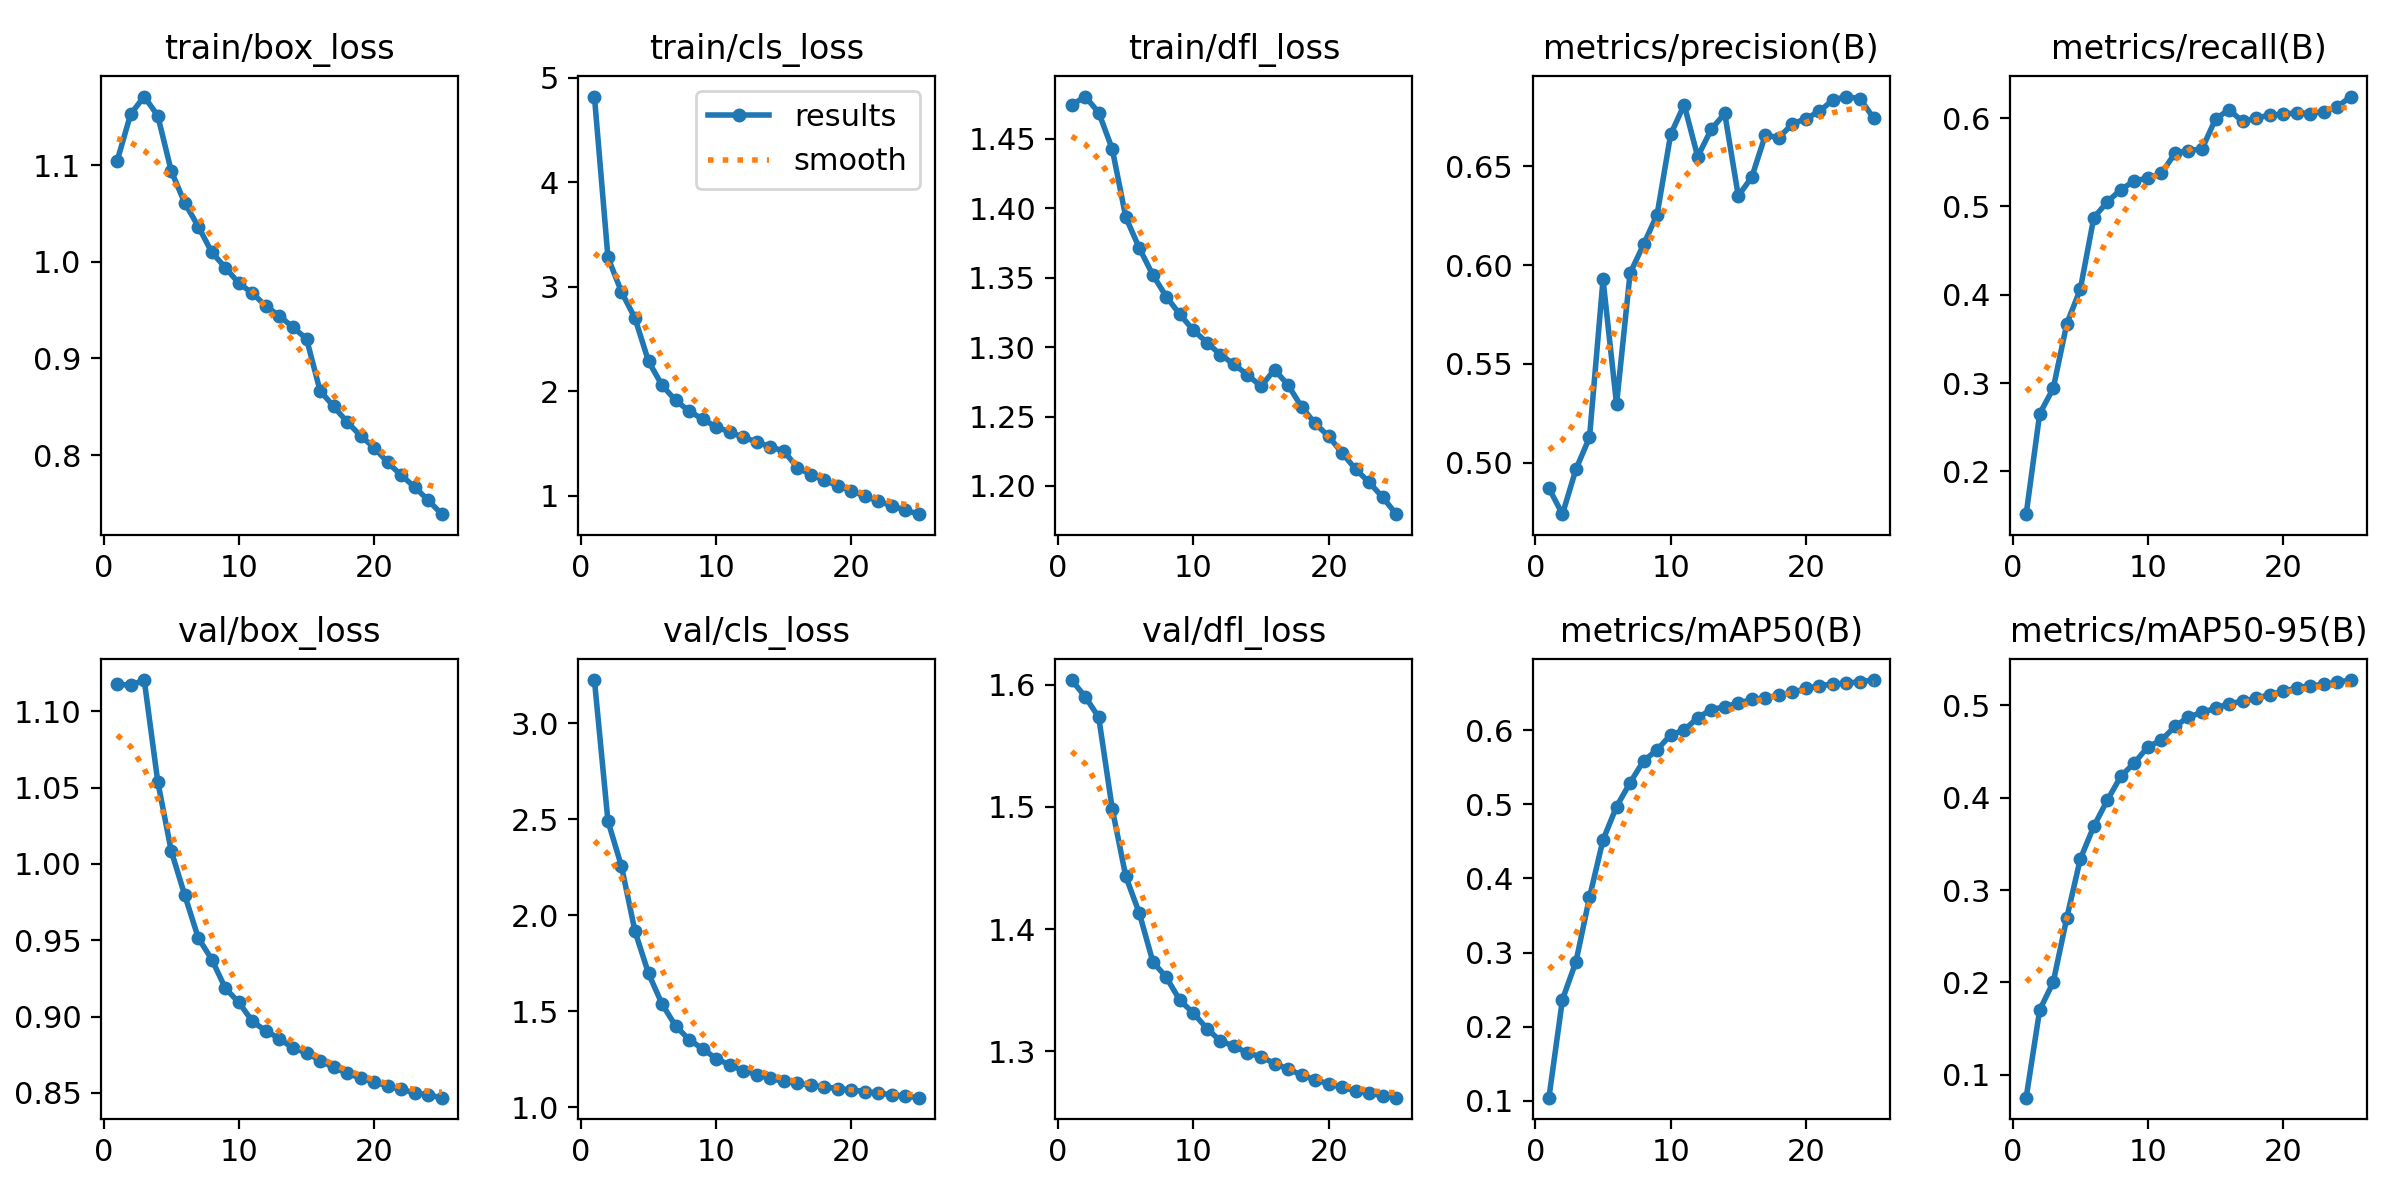 train/box_loss
1.1
1.0
0.9
0.8
0 10 20
train/cls_loss
results
smooth
5
4
3
2
1
0 10 20
train/dfl_loss
1.45
1.40
1.35
1.30
1.25
1.20
0 10 20
metrics/precision(B)
0.65
0.60
0.55
0.50
0 10 20
metrics/recall(B)
0.6
0.5
0.4
0.3
0.2
0 10 20
val/box_loss
1.10
1.05
1.00
0.95
0.90
0.85
0 10 20
val/cls_loss
3.0
2.5
2.0
1.5
1.0
0 10 20
val/dfl_loss
1.6
1.5
1.4
1.3
0 10 20
metrics/mAP50(B)
0.6
0.5
0.4
0.3
0.2
0.1
0 10 20
metrics/mAP50-95(B)
0.5
0.4
0.3
0.2
0.1
0 10 20